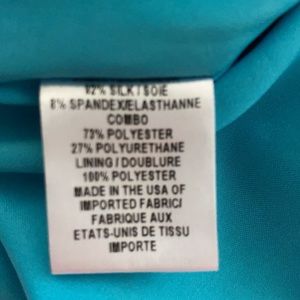 92% SILK / SOIE
8% SPANDEX/ELASTHANNE
COMBO
73% POLYESTER
27% POLYURETHANE
LINING / DOUBLURE
100% POLYESTER
MADE IN THE USA OF
IMPORTED FABRIC/
FABRIQUE AUX
ETATS-UNIS DE TISSU
IMPORTE